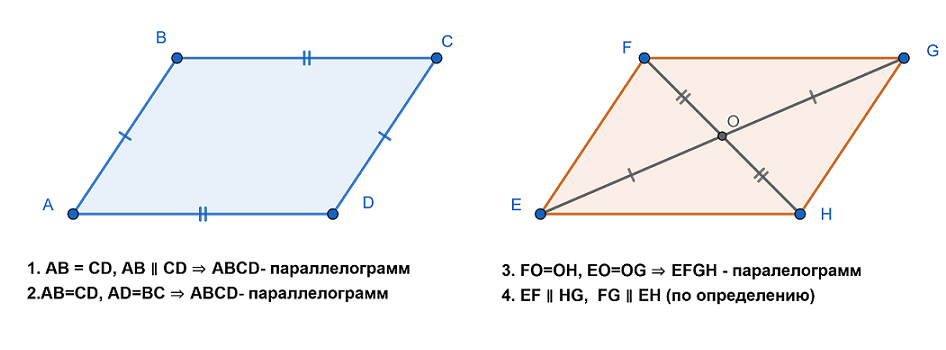 B
C
A
D
1. AB = CD, AB ∥ CD ⇒ ABCD- параллелограмм
2.AB=CD, AD=BC ⇒ ABCD- параллелограмм
F
G
O
E
H
3. FO=OH, EO=OG ⇒ EFGH - паралелограмм
4. EF ∥ HG, FG ∥ EH (по определению)